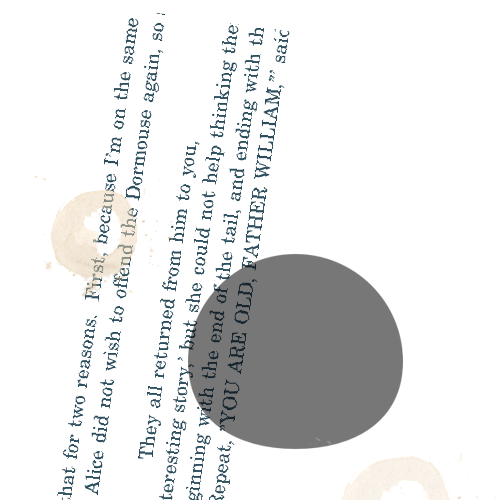 that for two reasons. First, because I'm on the same
Alice did not wish to offend the Dormouse again, so
They all returned from him to you,
teresting story,' but she could not help thinking the
ginning with the end of the tail, and ending with th
Repeat, "YOU ARE OLD, FATHER WILLIAM,"' said